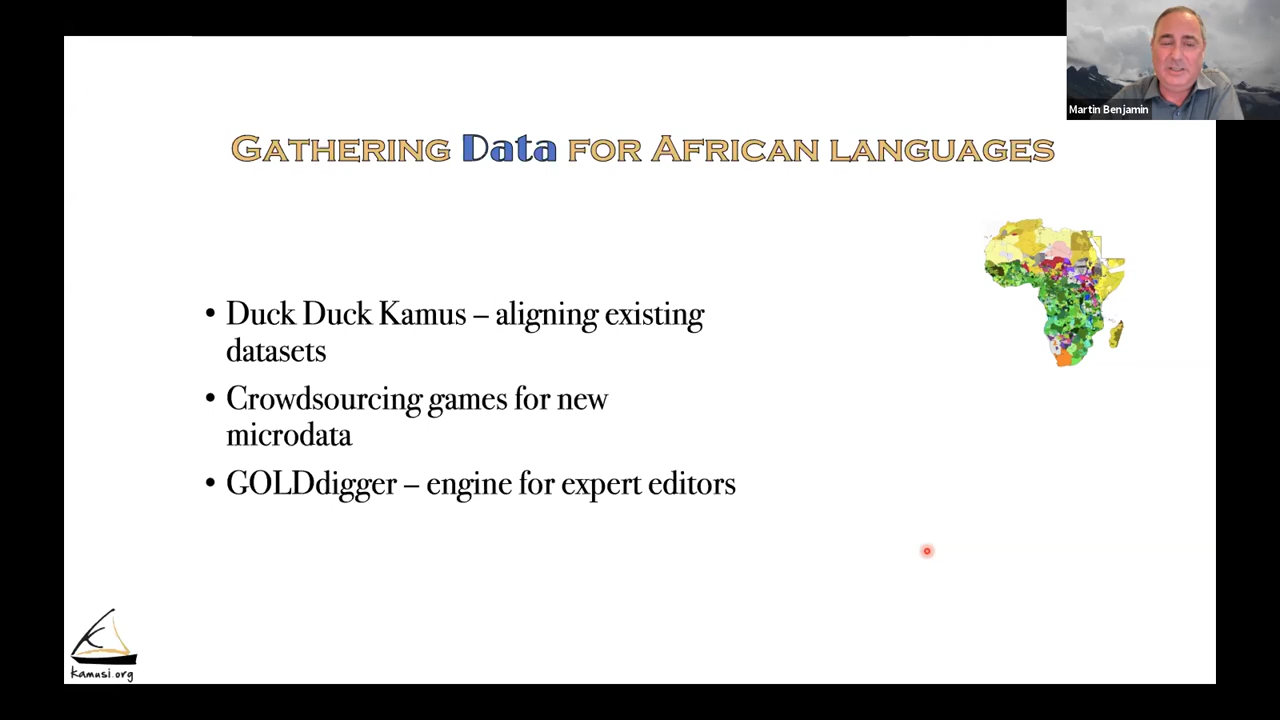 Martin Benjamin
GATHERING Data FOR AFRICAN LANGUAGES
• Duck Duck Kamus – aligning existing
datasets
• Crowdsourcing games for new
microdata
• GOLDdigger – engine for expert editors
kamusi.org